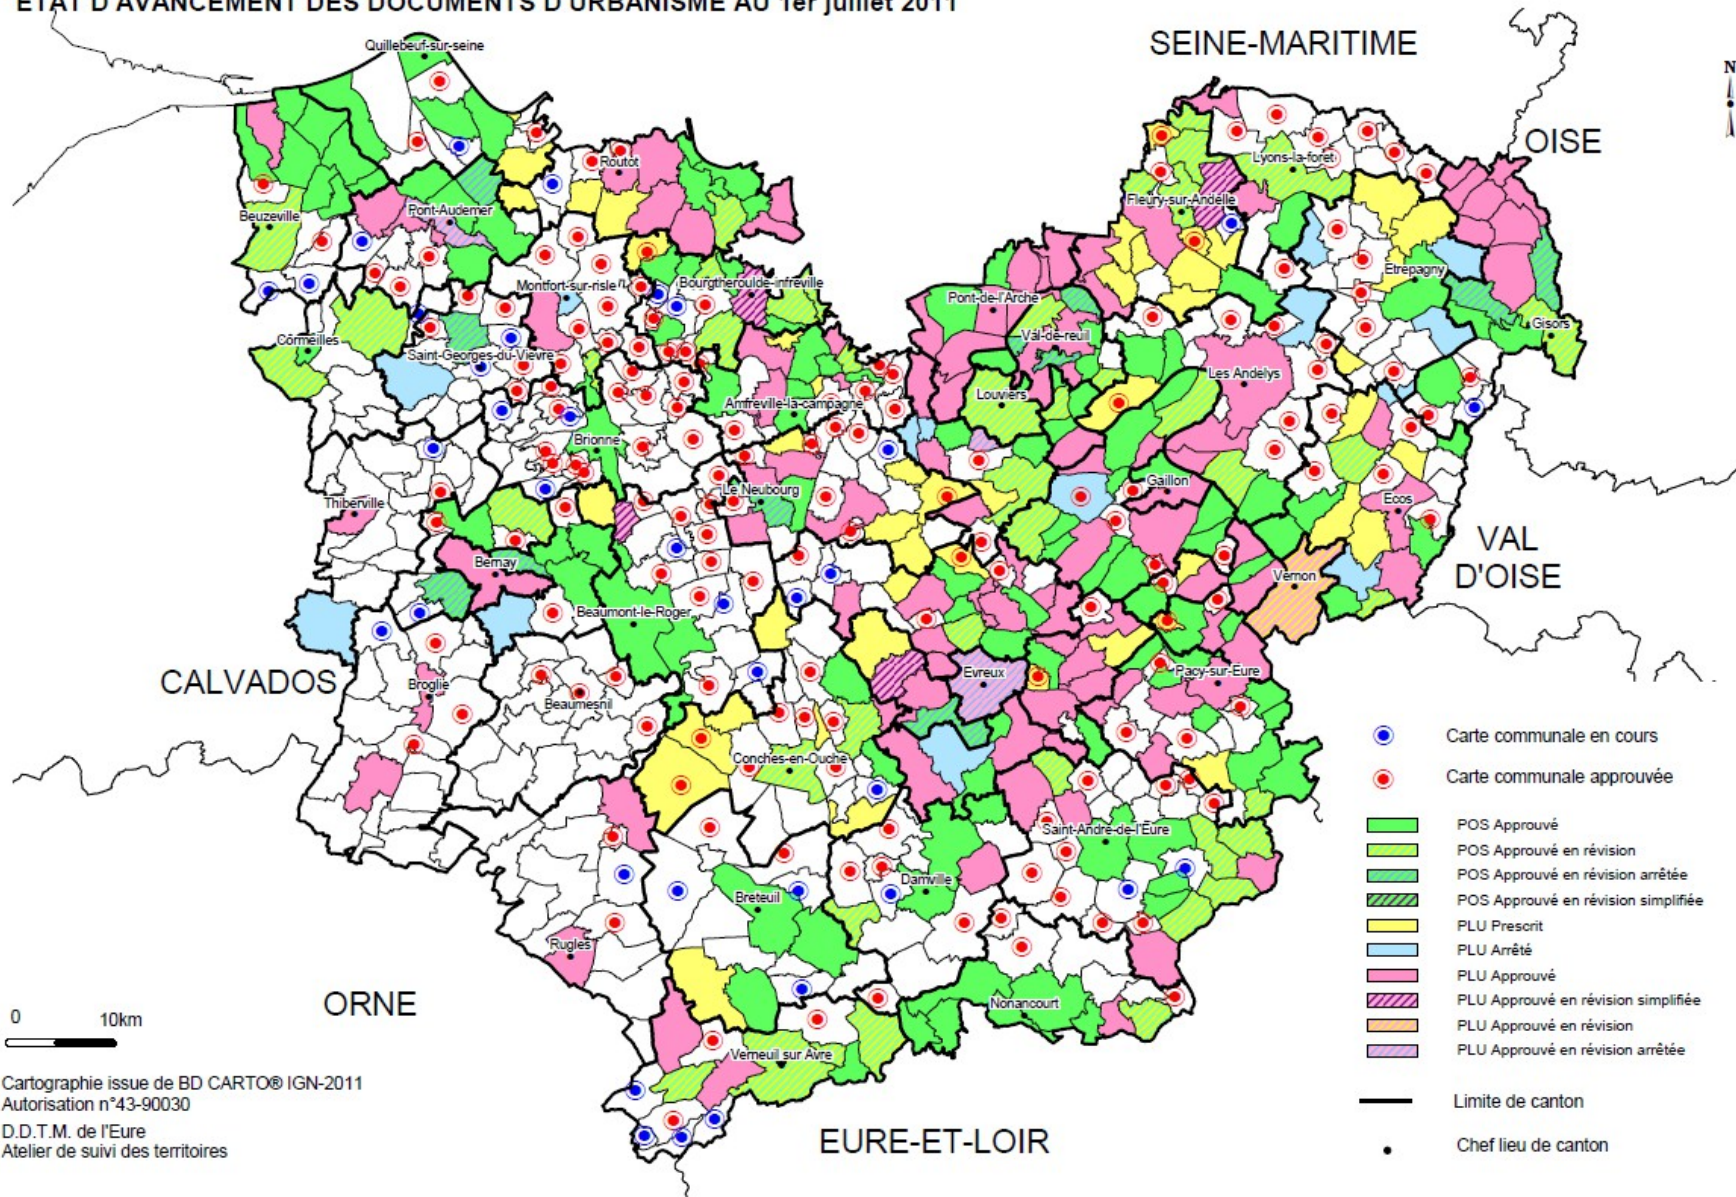 ETAT D'AVANCEMENT DES DOCUMENTS D'URBANISME AU 1er juillet 2011
Quillebeuf-sur-seine
SEINE-MARITIME
N
OISE
Routot
Lyons-la-foret
Beuzeville
Pont-Audemer
Fleury-sur-Andelle
Etrepagny
Montfort-sur-risle
Bourgtheroulde-infreville
Pont-de-l'Arche
Gisors
Cormeilles
Val-de-reuil
Saint-Georges-du-Vievre
Les Andelys
Louviers
Amfreville-la-campagne
Brionne
Thiberville
Le Neubourg
Gaillon
Ecos
VAL
D'OISE
Bernay
Vernon
Beaumont-le-Roger
CALVADOS
Broglie
Evreux
Pacy-sur-Eure
Beaumesnil
Conches-en-Ouche
Saint-André-de-l'Eure
Damville
Breteuil
Rugles
ORNE
Nonancourt
Verneuil sur Avre
EURE-ET-LOIR
Carte communale en cours
Carte communale approuvée
POS Approuvé
POS Approuvé en révision
POS Approuvé en révision arrêtée
POS Approuvé en révision simplifiée
PLU Prescrit
PLU Arrêté
PLU Approuvé
PLU Approuvé en révision simplifiée
PLU Approuvé en révision
PLU Approuvé en révision arrêtée
Limite de canton
Chef lieu de canton
0 10km
Cartographie issue de BD CARTO® IGN-2011
Autorisation n°43-90030
D.D.T.M. de l'Eure
Atelier de suivi des territoires